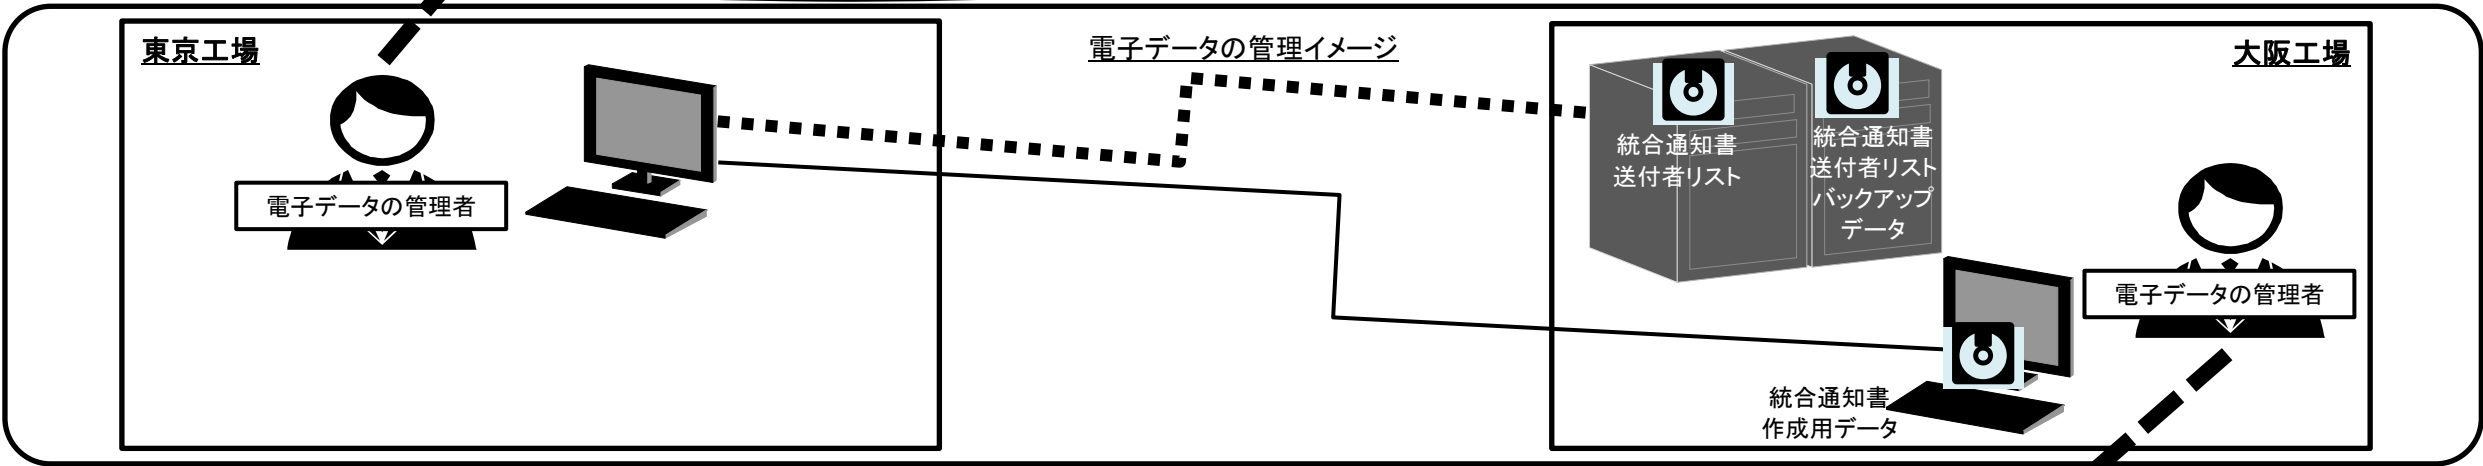 東京工場
電子データの管理イメージ
大阪工場
電子データの管理者
統合通知書
送付者リスト
統合通知書
送付者リスト
バックアップ
データ
電子データの管理者
統合通知書
作成用データ